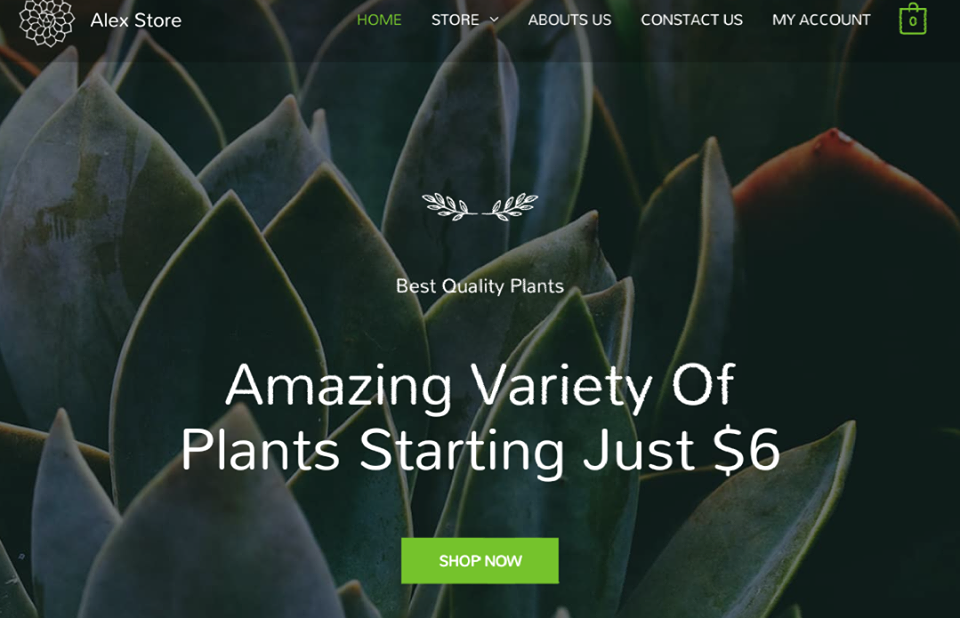 Alex Store
HOME STORE ABOUTS US CONSTACT US MY ACCOUNT 0
Best Quality Plants
Amazing Variety Of
Plants Starting Just $6
SHOP NOW